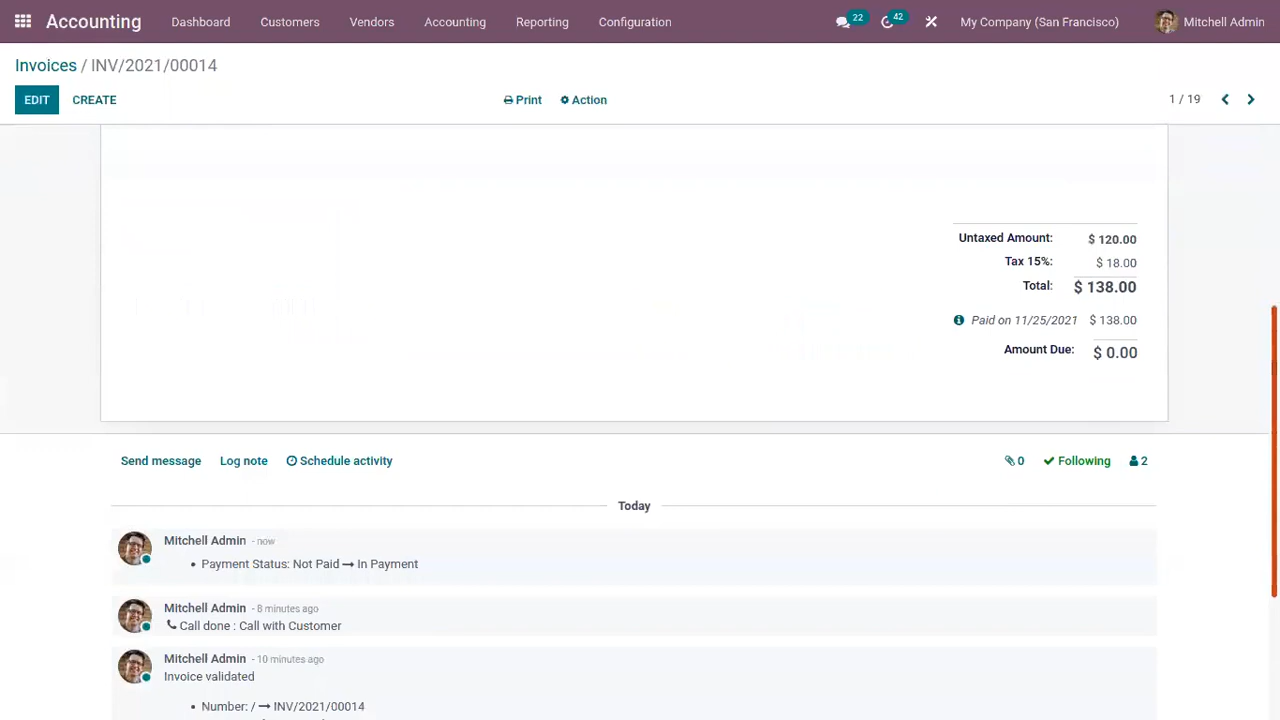 Accounting Dashboard Customers Vendors Accounting Reporting Configuration 22 42 My Company (San Francisco) Mitchell Admin
Invoices / INV/2021/00014
EDIT CREATE Print Action 1 / 19
Untaxed Amount: $ 120.00
Tax 15%: $ 18.00
Total: $ 138.00
Paid on 11/25/2021 $ 138.00
Amount Due: $ 0.00
Send message Log note Schedule activity 0 Following 2
Today
Mitchell Admin - now
• Payment Status: Not Paid → In Payment
Mitchell Admin - 8 minutes ago
Call done : Call with Customer
Mitchell Admin - 10 minutes ago
Invoice validated
• Number: / → INV/2021/00014